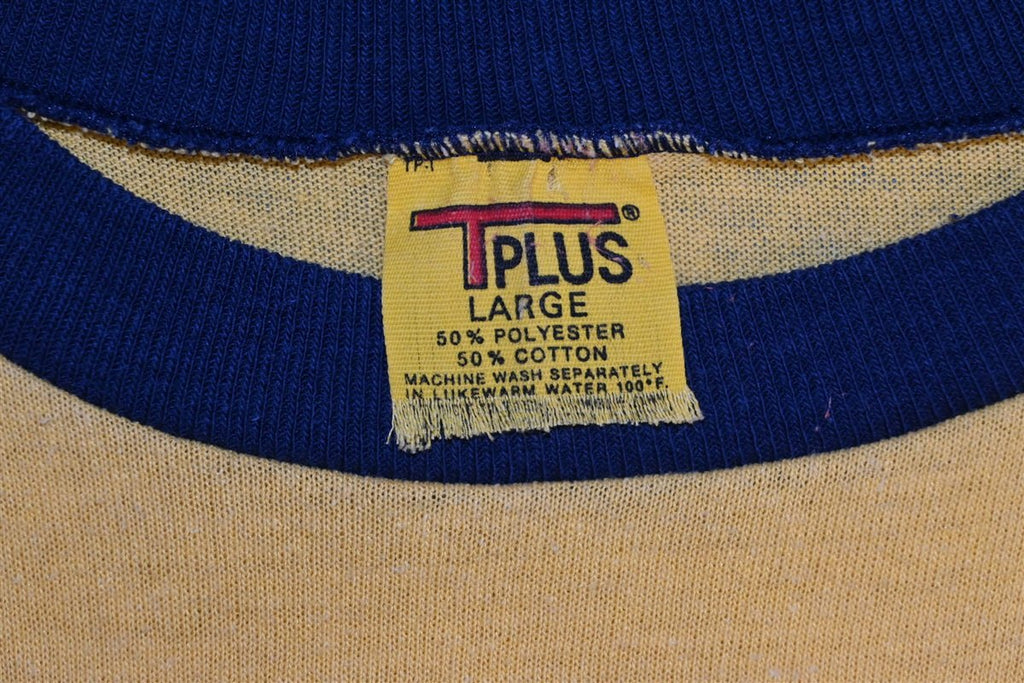 TPLUS®
LARGE
50% POLYESTER
50% COTTON
MACHINE WASH SEPARATELY
IN LUKEWARM WATER 100°F.